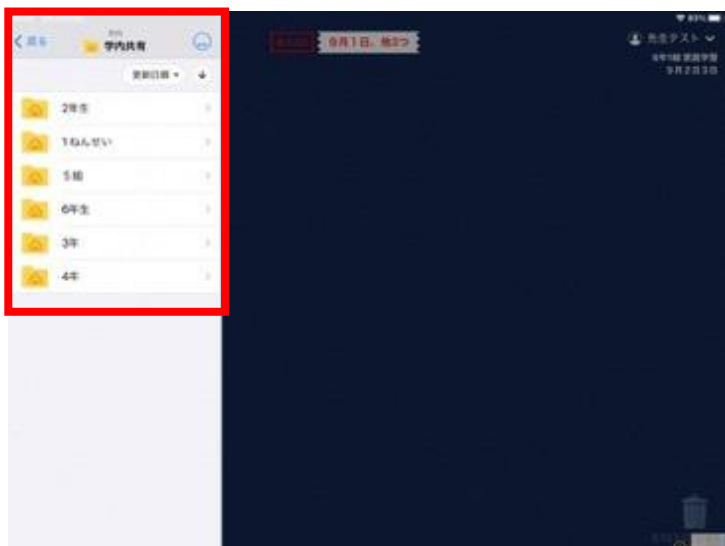 戻る
学内共有
更新日順
2年生
1ねんせい
5組
6年生
3年
4年
9月1日、他3つ
先生テスト